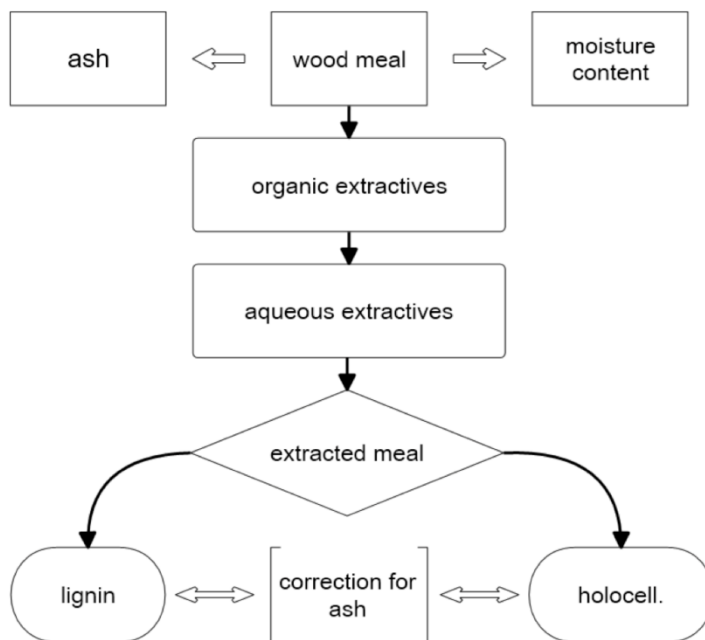 ash
wood meal
moisture
content
organic extractives
aqueous extractives
extracted meal
lignin
correction for
ash
holocell.